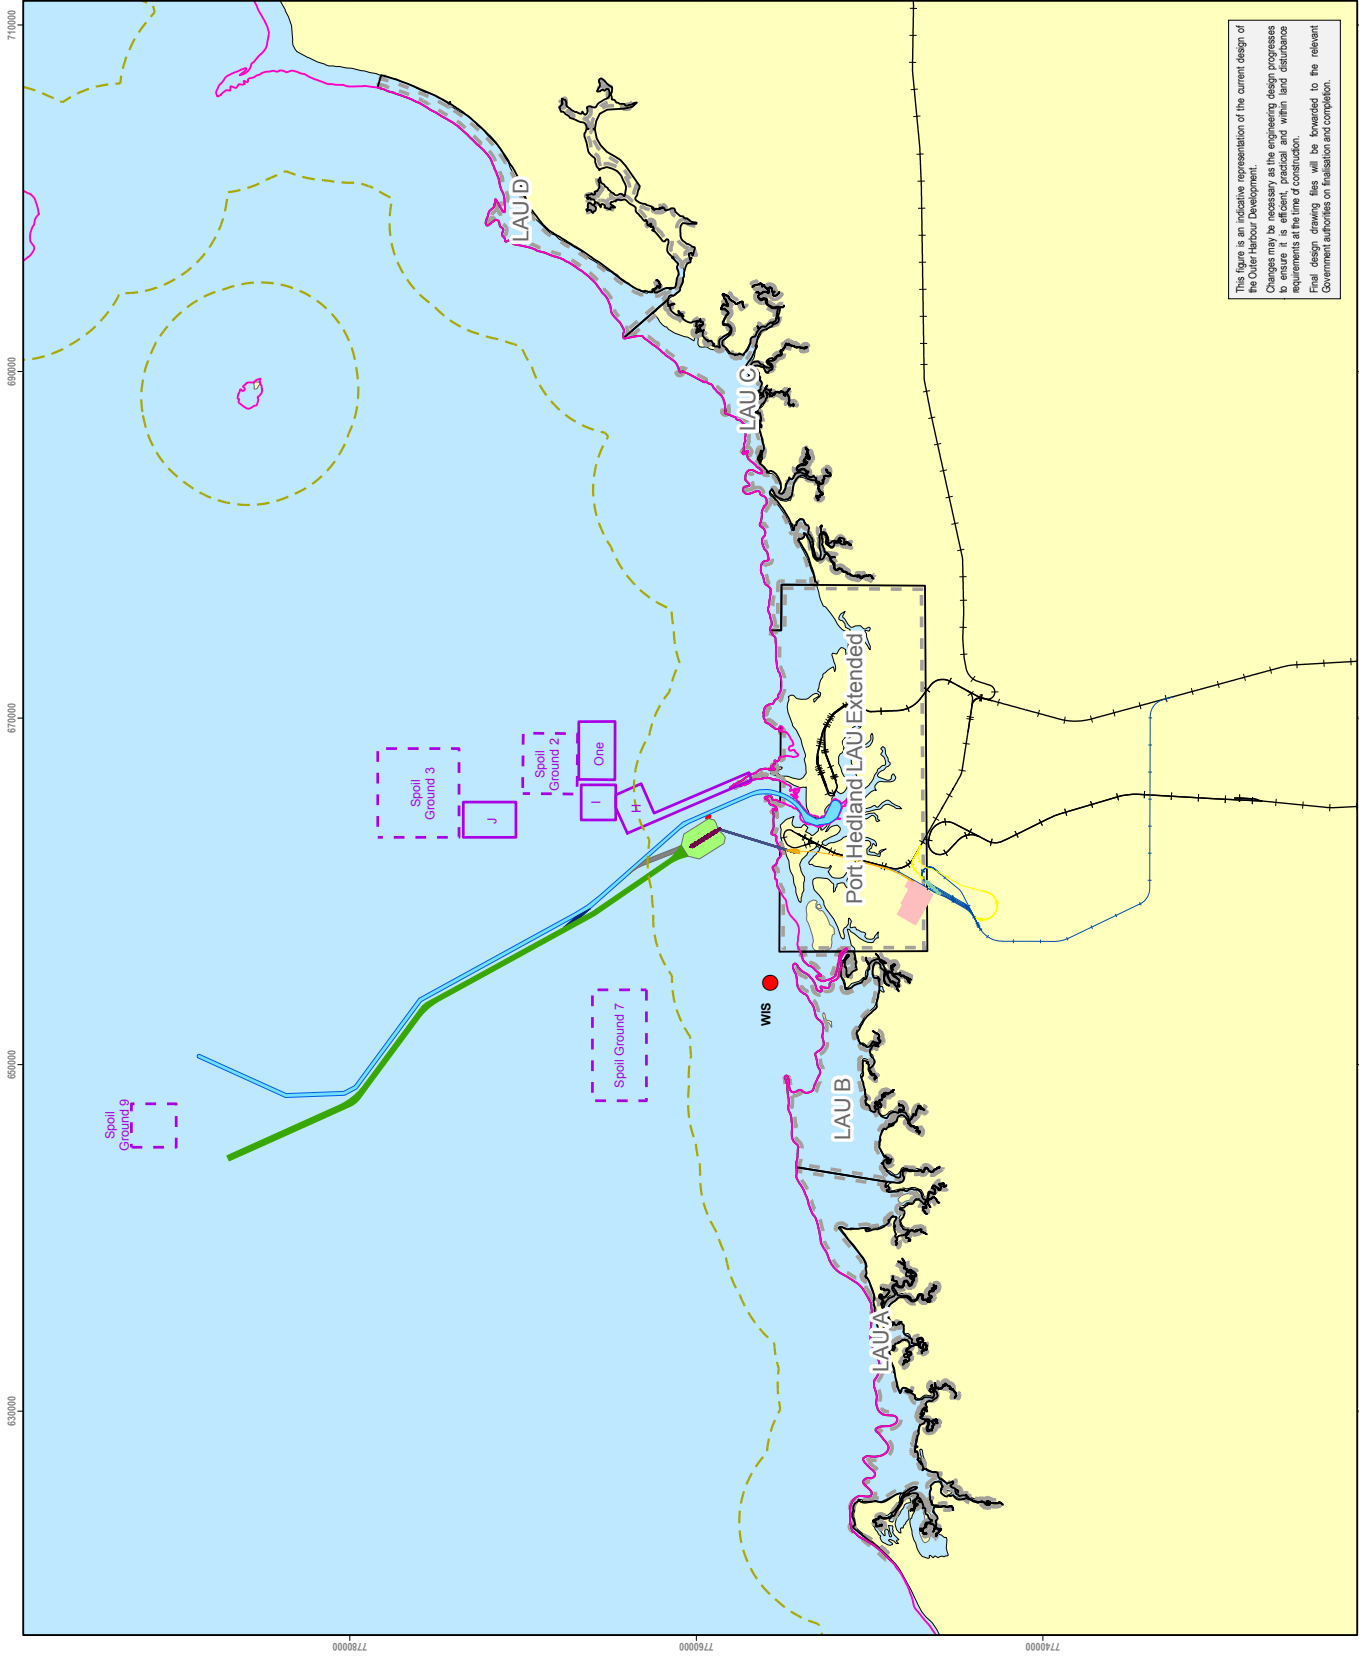 710000
690000
670000
650000
630000
7780000
7760000
7740000
Spoil
Ground 9
Spoil
Ground 3
J
Spoil
Ground 2
One
I
H
Spoil Ground 7
WIS
LAU A
LAU B
Port Hedland LAU Extended
LAU C
LAU D
This figure is an indicative representation of the current design of
the Outer Harbour Development.
Changes may be necessary as the engineering design progresses
to ensure it is efficient, practical and within land disturbance
requirements at the time of construction.
Final design drawing files will be forwarded to the relevant
Government authorities on finalisation and completion.